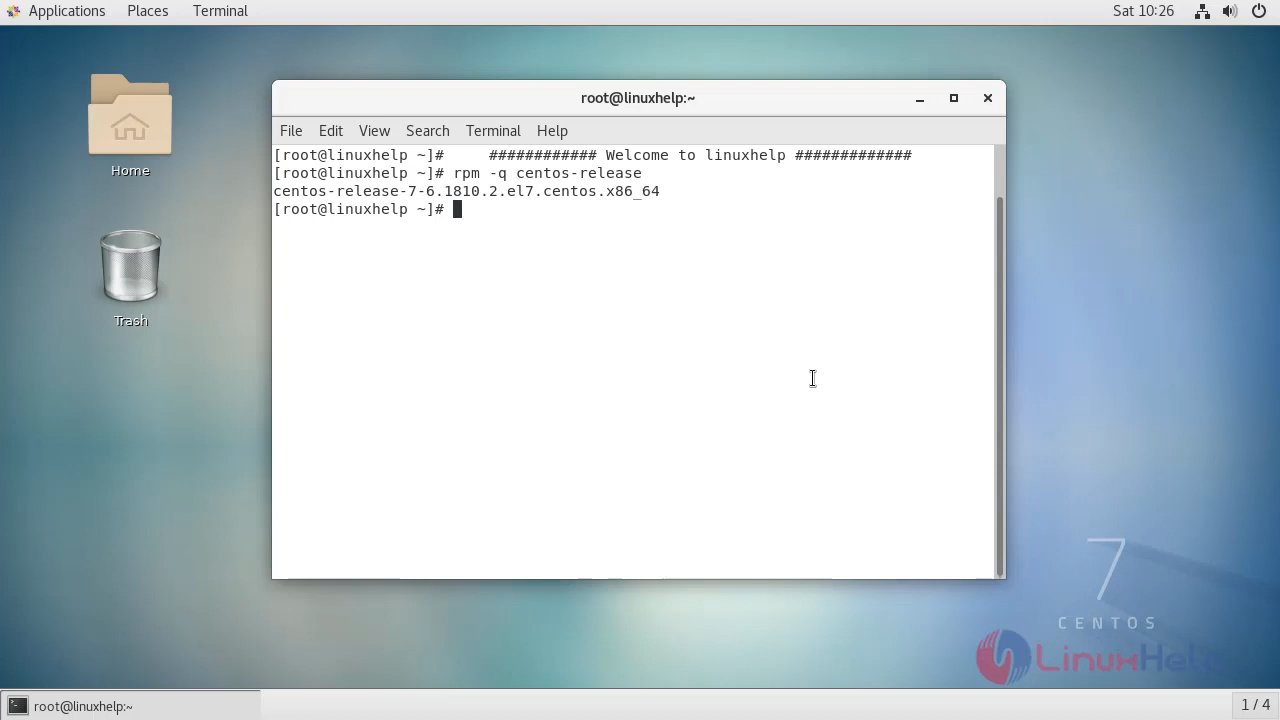 Applications Places Terminal Sat 10:26
Home
Trash
root@linuxhelp:~
File Edit View Search Terminal Help
[root@linuxhelp ~]#     ############ Welcome to linuxhelp #############
[root@linuxhelp ~]# rpm -q centos-release
centos-release-7-6.1810.2.el7.centos.x86_64
[root@linuxhelp ~]#
7
CENTOS
LinuxHelp
root@linuxhelp:~ 1 / 4